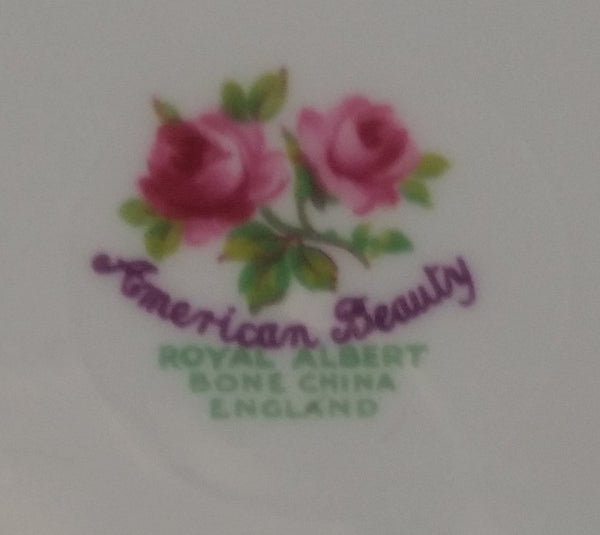 American Beauty
ROYAL ALBERT
BONE CHINA
ENGLAND